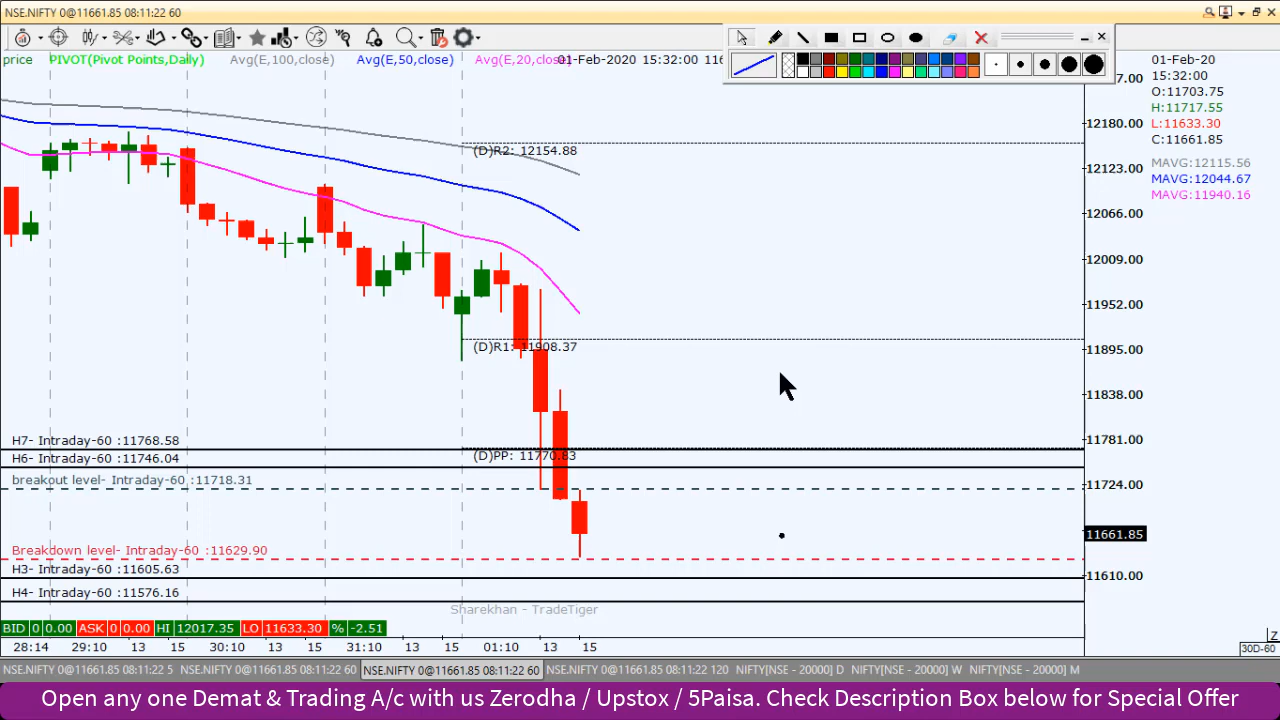 NSE.NIFTY 0@11661.85 08:11:22 60
price PIVOT(Pivot Points,Daily) Avg(E,100,close) Avg(E,50,close) Avg(E,20,close) 01-Feb-2020 15:32:00
01-Feb-20
15:32:00
O:11703.75
H:11717.55
L:11633.30
C:11661.85
MAVG:12115.56
MAVG:12044.67
MAVG:11940.16
12180.00
12123.00
12066.00
12009.00
11952.00
11895.00
11838.00
11781.00
11724.00
11661.85
11610.00
(D)R2: 12154.88
(D)R1: 11908.37
H7- Intraday-60 :11768.58
(D)PP: 11770.83
H6- Intraday-60 :11746.04
breakout level- Intraday-60 :11718.31
Breakdown level- Intraday-60 :11629.90
H3- Intraday-60 :11605.63
H4- Intraday-60 :11576.16
Sharekhan - TradeTiger
BID 0 0.00 ASK 0 0.00 HI 12017.35 LO 11633.30 % -2.51
28:14 29:10 13 15 30:10 13 15 31:10 13 15 01:10 13 15
Z
30D-60
NSE.NIFTY 0@11661.85 08:11:22 5 NSE.NIFTY 0@11661.85 08:11:22 60 NSE.NIFTY 0@11661.85 08:11:22 60 NSE.NIFTY 0@11661.85 08:11:22 120 NIFTY[NSE - 20000] D NIFTY[NSE - 20000] W NIFTY[NSE - 20000] M
Open any one Demat & Trading A/c with us Zerodha / Upstox / 5Paisa. Check Description Box below for Special Offer